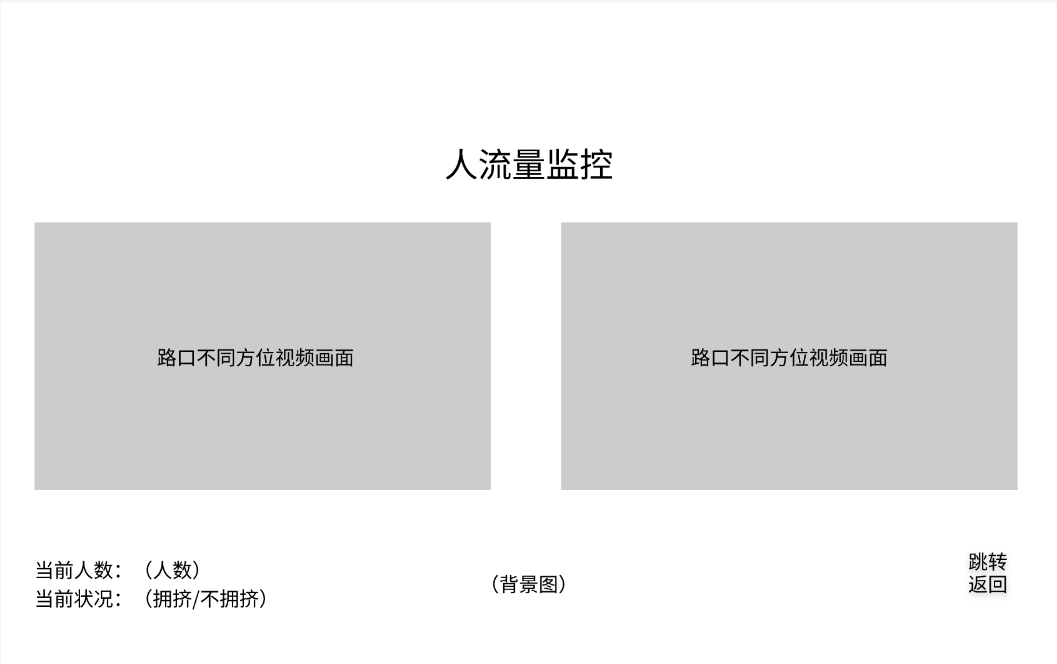 人流量监控
路口不同方位视频画面
路口不同方位视频画面
当前人数：（人数）
当前状况：（拥挤/不拥挤）
（背景图）
跳转
返回